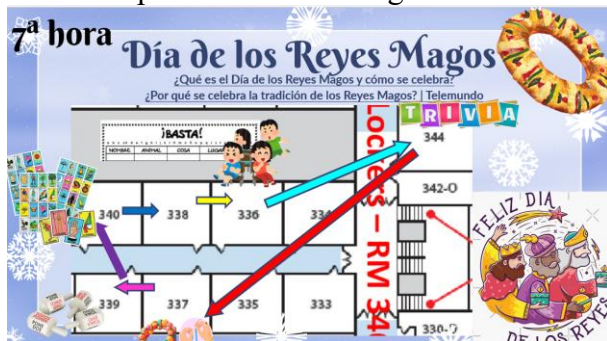 7ª hora
Día de los Reyes Magos
¿Qué es el Día de los Reyes Magos y cómo se celebra?
¿Por qué se celebra la tradición de los Reyes Magos? | Telemundo
¡BASTA!
NOMBRE ANIMAL COSA LUGAR
TRIVIA
Lockers – RM 34
344
342-O
340
338
336
334
339
337
335
333
330-
FELIZ DIA
DE LOS REYES